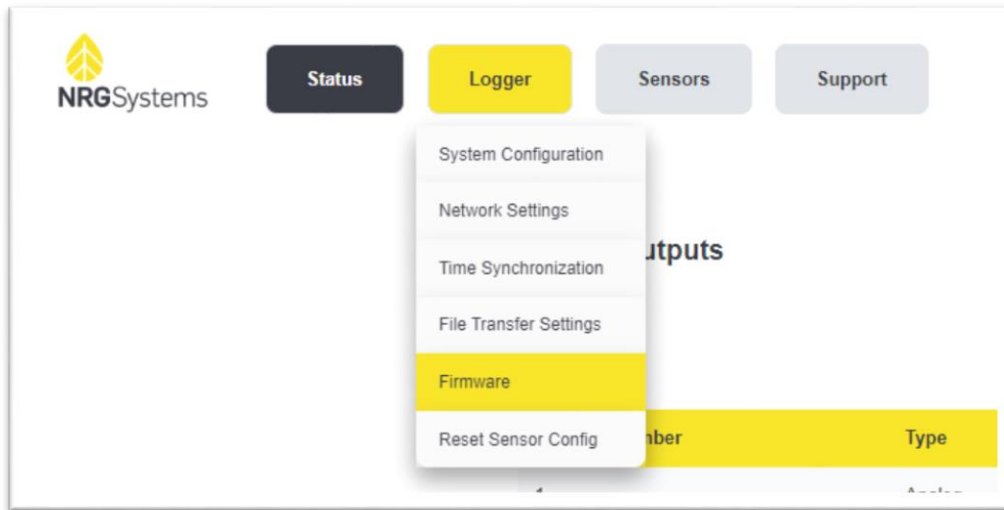 NRGSystems
Status Logger Sensors Support
System Configuration
Network Settings
utputs
Time Synchronization
File Transfer Settings
Firmware
Reset Sensor Config
nber Type